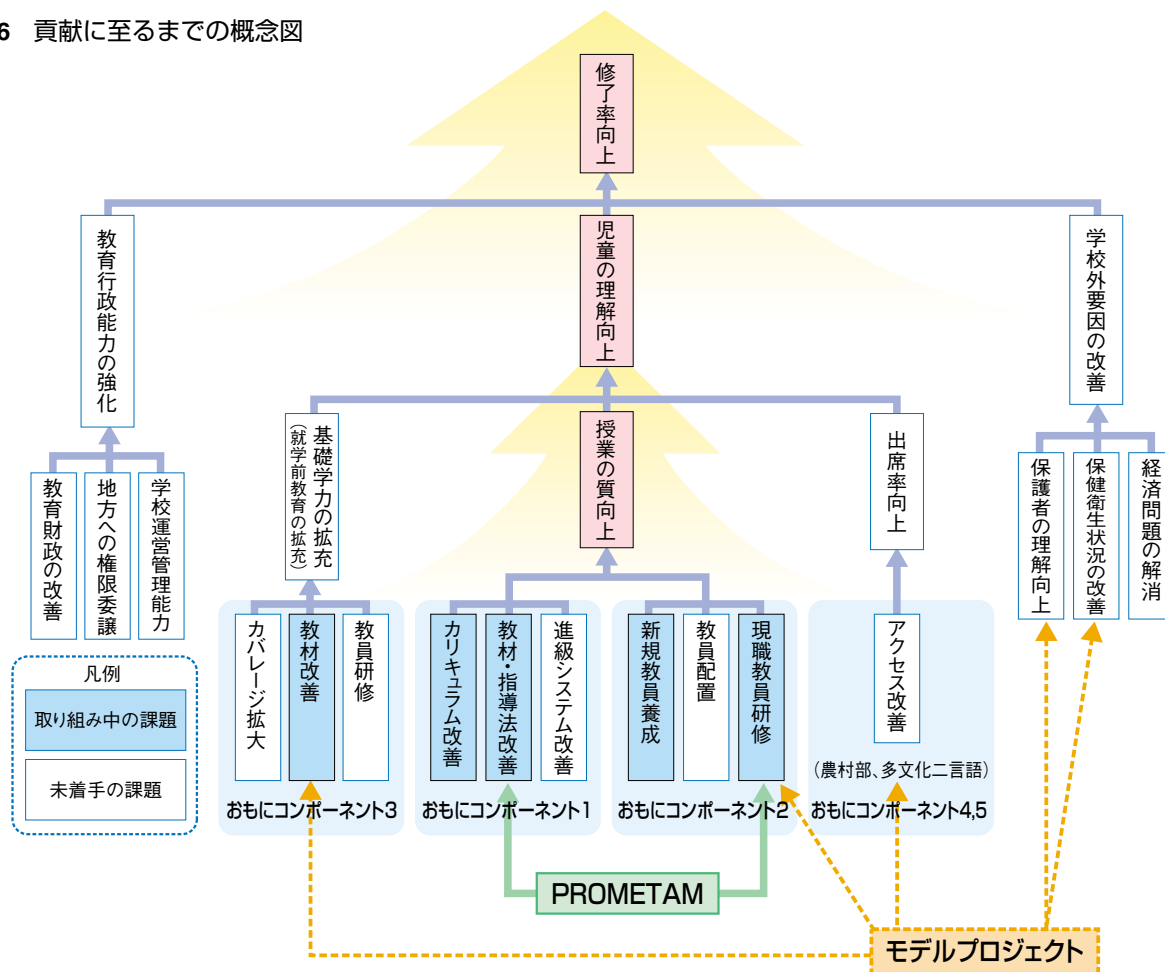 6 貢献に至るまでの概念図
修了率向上
教育行政能力の強化
児童の理解向上
学校外要因の改善
基礎学力の拡充
(就学前教育の拡充)
授業の質向上
出席率向上
教育財政の改善
地方への権限委譲
学校運営管理能力
保護者の理解向上
保健衛生状況の改善
経済問題の解消
カバレージ拡大
教材改善
教員研修
カリキュラム改善
教材・指導法改善
進級システム改善
新規教員養成
教員配置
現職教員研修
アクセス改善
(農村部、多文化二言語)
おもにコンポーネント3
おもにコンポーネント1
おもにコンポーネント2
おもにコンポーネント4,5
凡例
取り組み中の課題
未着手の課題
PROMETAM
モデルプロジェクト